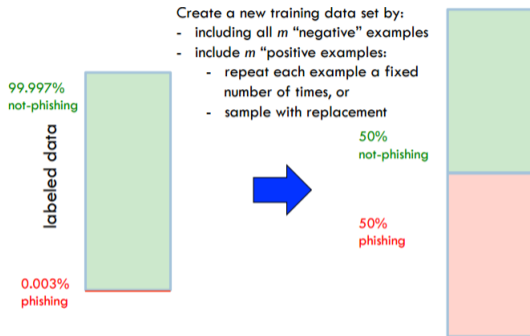 Create a new training data set by:
- including all m “negative” examples
- include m “positive examples:
- repeat each example a fixed
number of times, or
- sample with replacement
99.997%
not-phishing
labeled data
0.003%
phishing
50%
not-phishing
50%
phishing